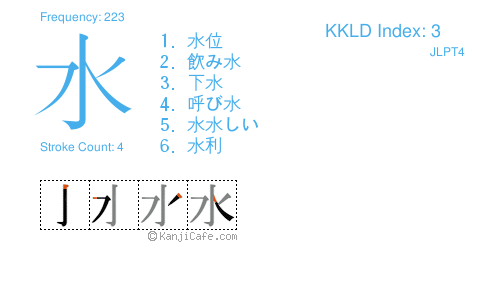 Frequency: 223
水
Stroke Count: 4
1. 水位
2. 飲み水
3. 下水
4. 呼び水
5. 水水しい
6. 水利
KKLD Index: 3
JLPT4
©KanjiCafe.com